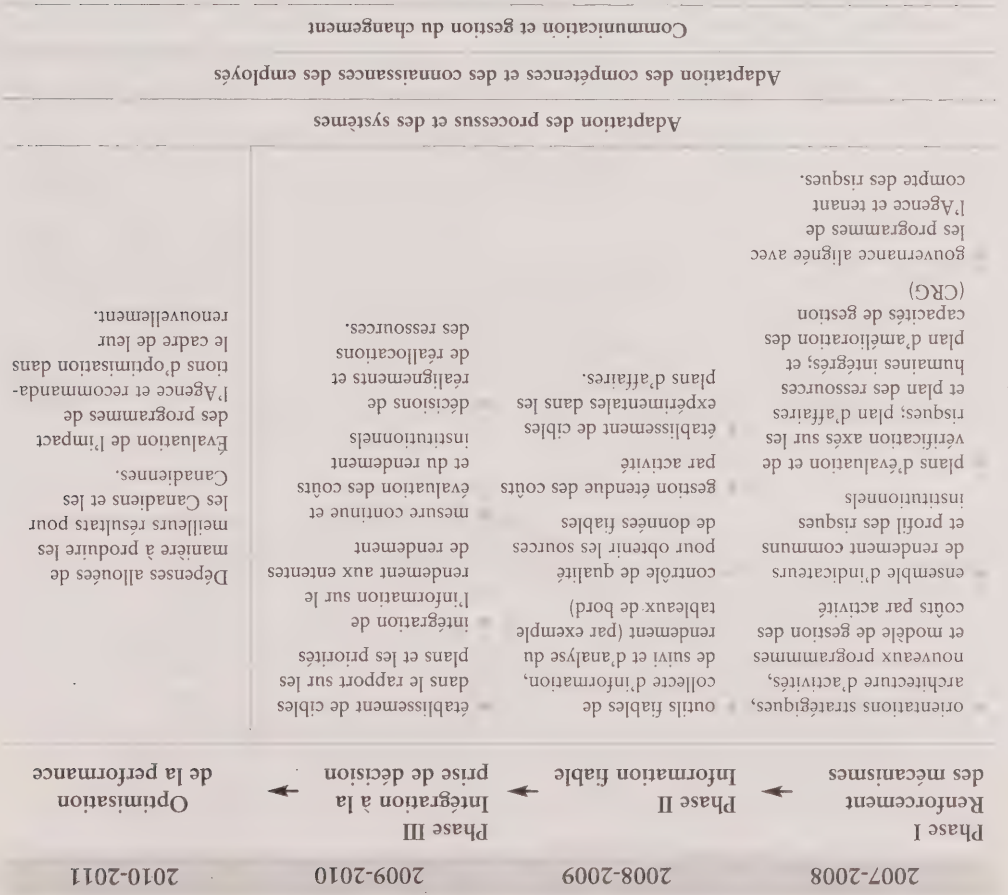 2007-2008
2008-2009
2009-2010
2010-2011
Phase I
Renforcement
des mécanismes
Phase II
Information fiable
Phase III
Intégration à la
prise de décision
Optimisation
de la performance
orientations stratégiques,
architecture d'activités,
nouveaux programmes
et modèle de gestion des
coûts par activité
ensemble d'indicateurs
de rendement communs
et profil des risques
institutionnels
plans d'évaluation et de
vérification axés sur les
risques; plan d'affaires
et plan des ressources
humaines intégrés; et
plan d'amélioration des
capacités de gestion
(CRG)
gouvernance alignée avec
les programmes de
l'Agence et tenant
compte des risques.
outils fiables de
collecte d'information,
de suivi et d'analyse du
rendement (par exemple
tableaux de bord)
contrôle de qualité
pour obtenir les sources
de données fiables
gestion étendue des coûts
par activité
établissement de cibles
expérimentales dans les
plans d'affaires.
établissement de cibles
dans le rapport sur les
plans et les priorités
intégration de
l'information sur le
rendement aux ententes
de rendement
mesure continue et
évaluation des coûts
et du rendement
institutionnels
décisions de
réalignements et
de réallocations
des ressources.
Dépenses allouées de
manière à produire les
meilleurs résultats pour
les Canadiens et les
Canadiennes.
Évaluation de l'impact
des programmes de
l'Agence et recommanda-
tions d'optimisation dans
le cadre de leur
renouvellement.
Adaptation des processus et des systèmes
Adaptation des compétences et des connaissances des employés
Communication et gestion du changement